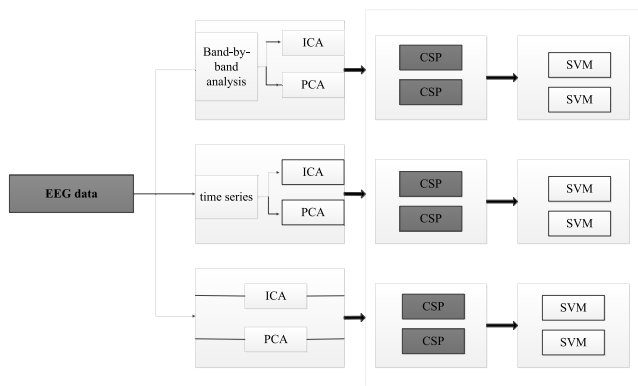 EEG data
Band-by-
band
analysis
ICA
PCA
CSP
CSP
SVM
SVM
time series
ICA
PCA
CSP
CSP
SVM
SVM
ICA
PCA
CSP
CSP
SVM
SVM